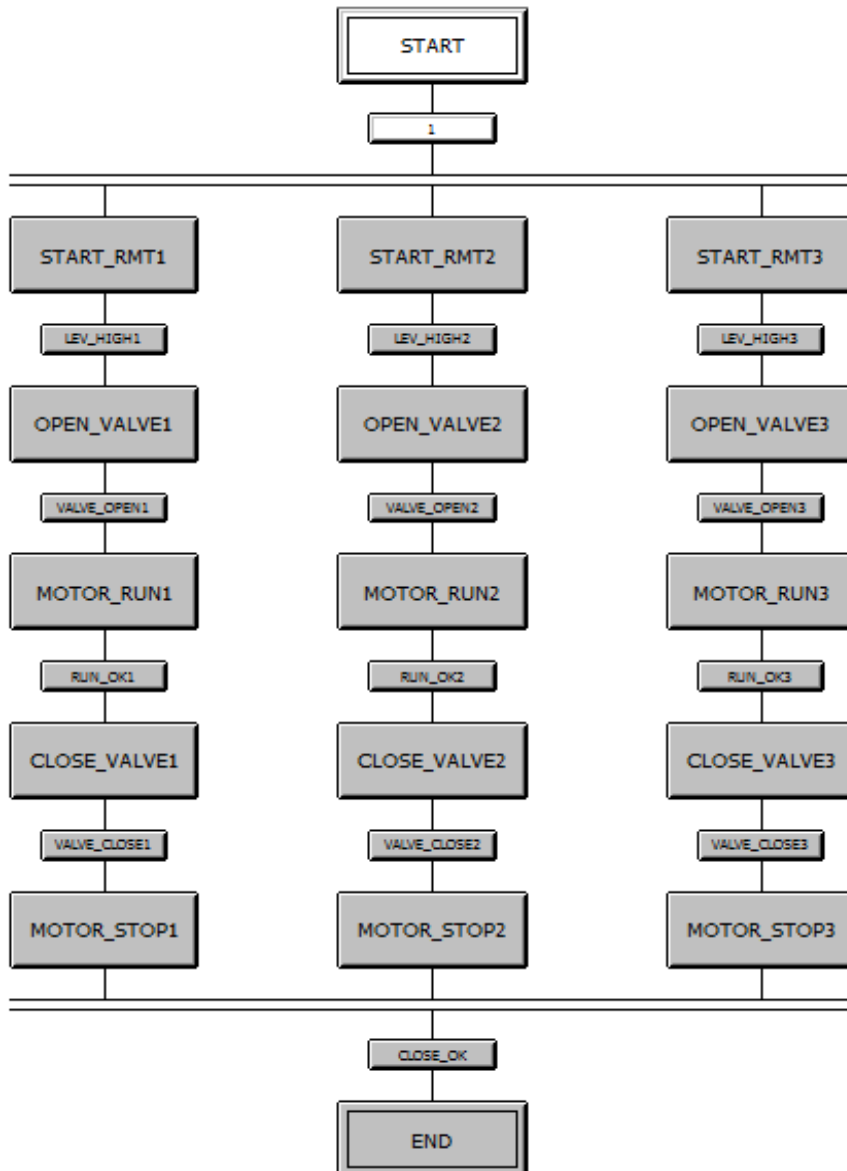 START
1
START_RMT1
START_RMT2
START_RMT3
LEV_HIGH1
LEV_HIGH2
LEV_HIGH3
OPEN_VALVE1
OPEN_VALVE2
OPEN_VALVE3
VALVE_OPEN1
VALVE_OPEN2
VALVE_OPEN3
MOTOR_RUN1
MOTOR_RUN2
MOTOR_RUN3
RUN_OK1
RUN_OK2
RUN_OK3
CLOSE_VALVE1
CLOSE_VALVE2
CLOSE_VALVE3
VALVE_CLOSE1
VALVE_CLOSE2
VALVE_CLOSE3
MOTOR_STOP1
MOTOR_STOP2
MOTOR_STOP3
CLOSE_OK
END